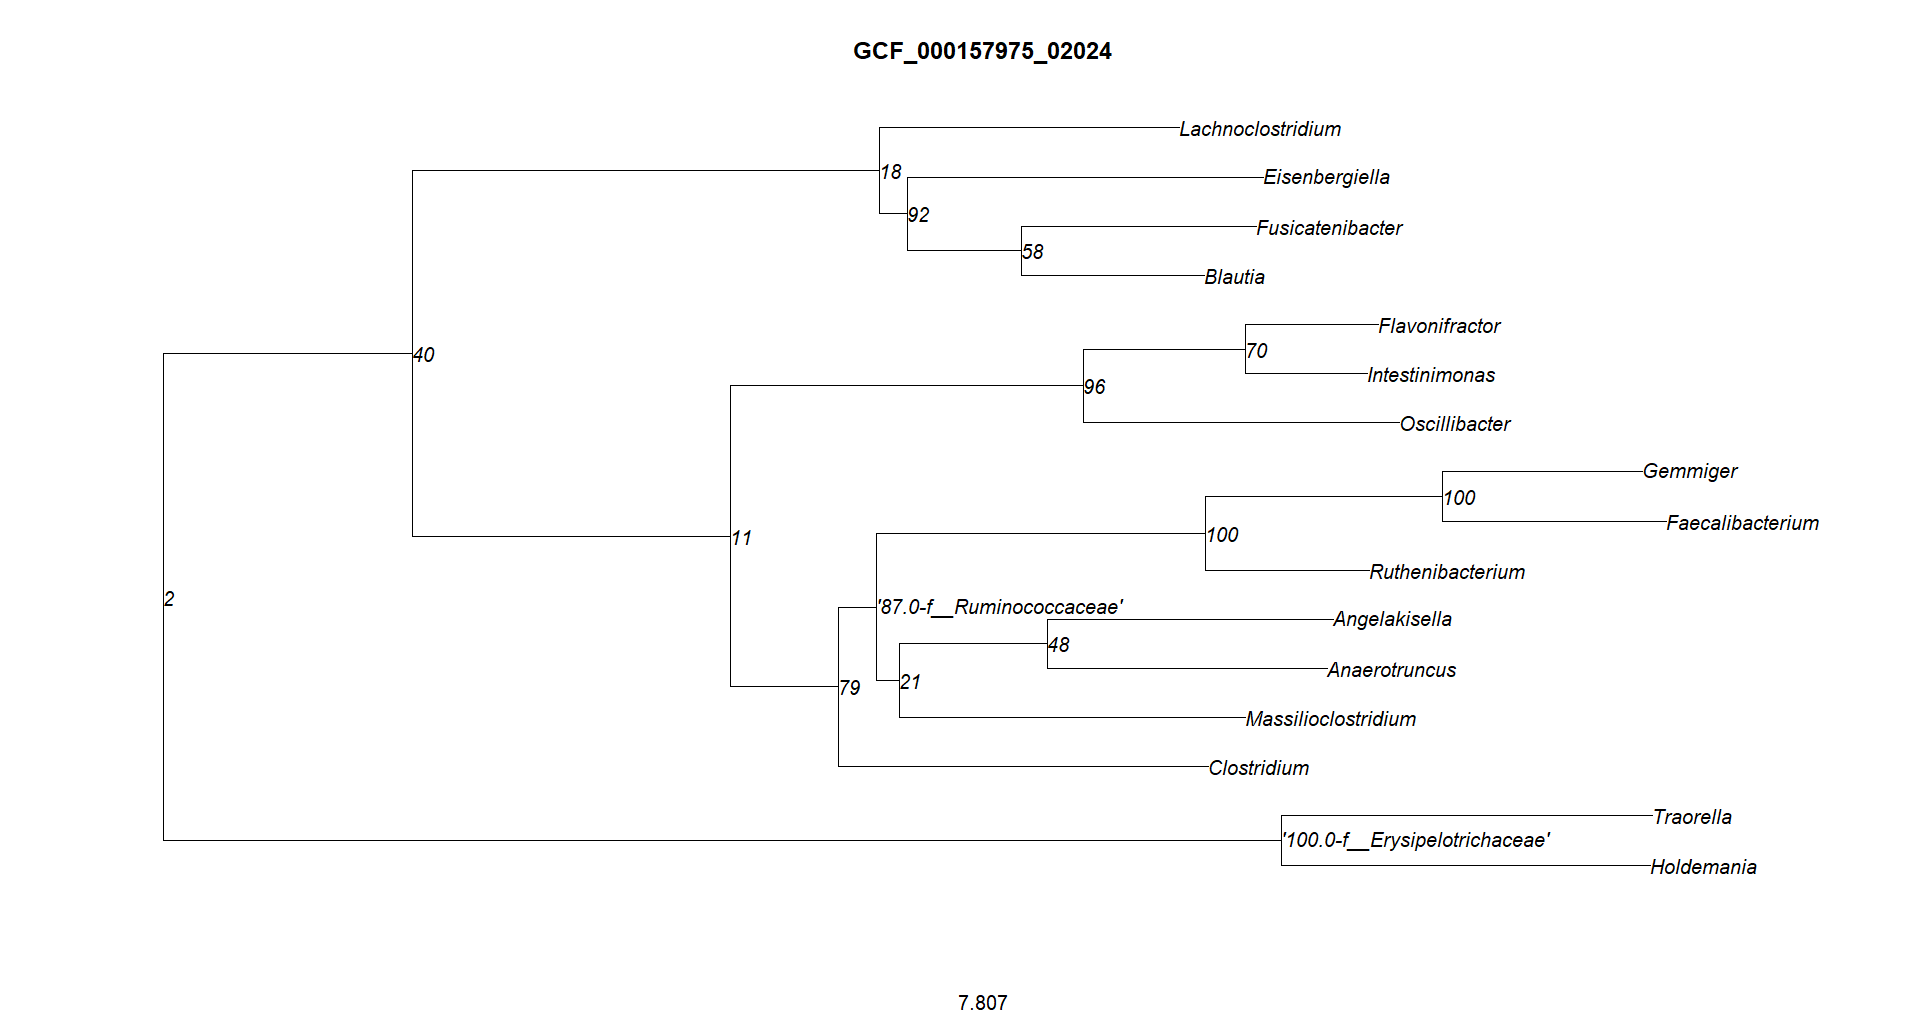 GCF_000157975_02024
Lachnoclostridium
18
Eisenbergiella
92
Fusicatenibacter
58
Blautia
Flavonifractor
70
40
Intestinimonas
96
Oscillibacter
Gemmiger
100
Faecalibacterium
100
11
Ruthenibacterium
2
'87.0-f__Ruminococcaceae'
Angelakisella
48
Anaerotruncus
21
79
Massilioclostridium
Clostridium
Traorella
'100.0-f__Erysipelotrichaceae'
Holdemania
7.807